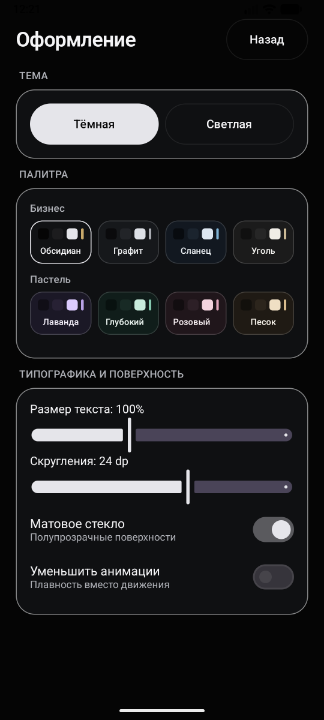 Оформление
Назад
ТЕМА
Тёмная
Светлая
ПАЛИТРА
Бизнес
Обсидиан
Графит
Сланец
Уголь
Пастель
Лаванда
Глубокий
Розовый
Песок
ТИПОГРАФИКА И ПОВЕРХНОСТЬ
Размер текста: 100%
Скругления: 24 dp
Матовое стекло
Полупрозрачные поверхности
Уменьшить анимации
Плавность вместо движения